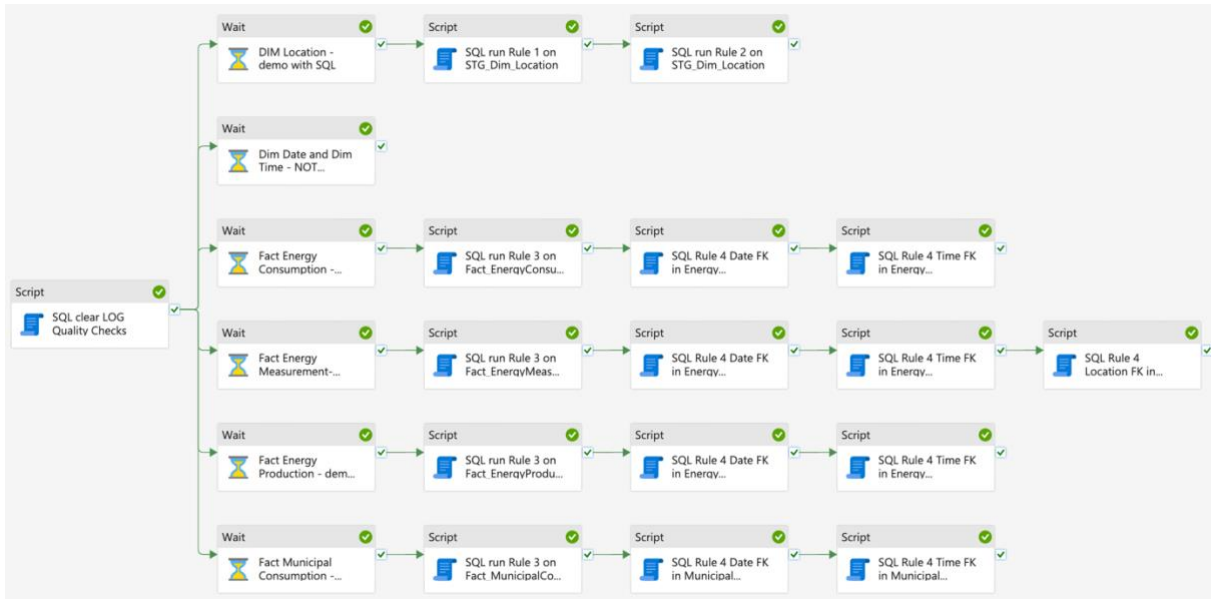 Wait
DIM Location -
demo with SQL
Script
SQL run Rule 1 on
STG_Dim_Location
Script
SQL run Rule 2 on
STG_Dim_Location
Wait
Dim Date and Dim
Time - NOT...
Wait
Fact Energy
Consumption -...
Script
SQL run Rule 3 on
Fact_EnergyConsu...
Script
SQL Rule 4 Date FK
in Energy...
Script
SQL Rule 4 Time FK
in Energy...
Script
SQL clear LOG
Quality Checks
Wait
Fact Energy
Measurement-...
Script
SQL run Rule 3 on
Fact_EnergyMeas...
Script
SQL Rule 4 Date FK
in Energy...
Script
SQL Rule 4 Time FK
in Energy...
Script
SQL Rule 4
Location FK in...
Wait
Fact Energy
Production - dem...
Script
SQL run Rule 3 on
Fact_EnergyProdu...
Script
SQL Rule 4 Date FK
in Energy...
Script
SQL Rule 4 Time FK
in Energy...
Wait
Fact Municipal
Consumption -...
Script
SQL run Rule 3 on
Fact_MunicipalCo...
Script
SQL Rule 4 Date FK
in Municipal...
Script
SQL Rule 4 Time FK
in Municipal...